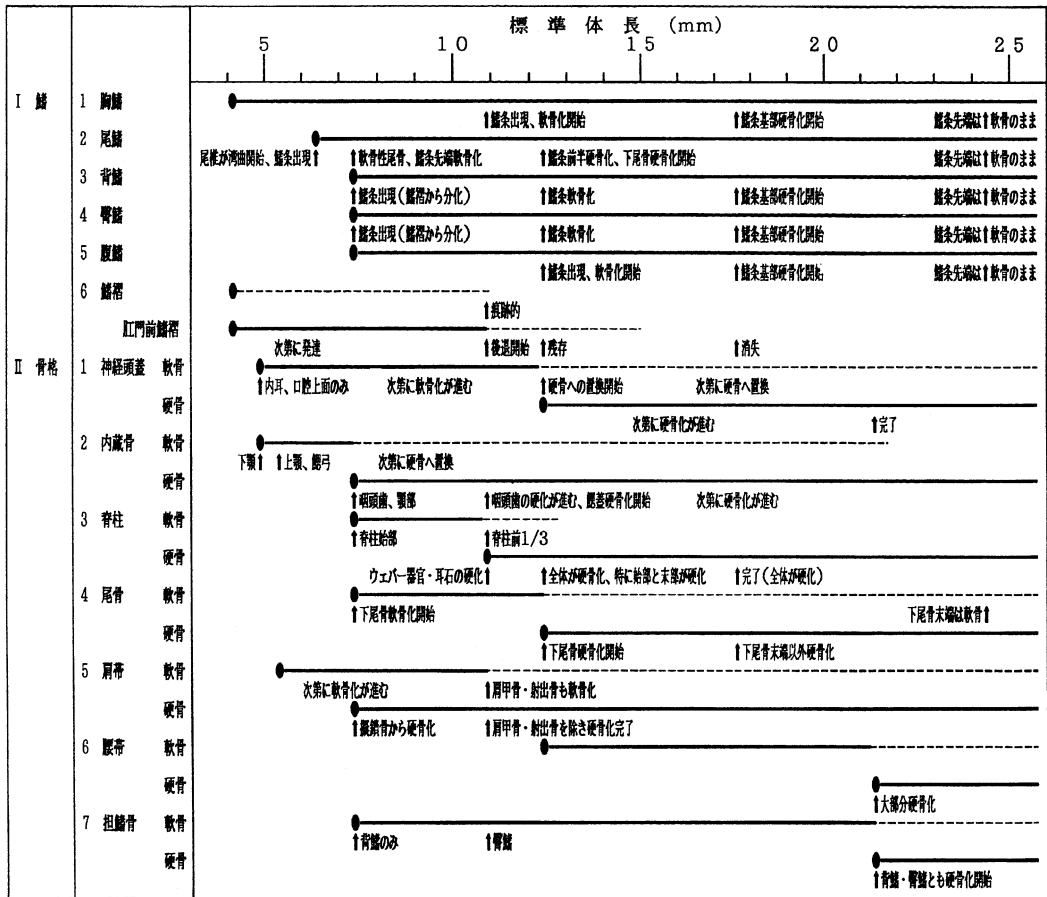 標準体長 (mm)
5 10 15 20 25
I 鰭 1 胸鰭
↑鰭条出現、軟骨化開始 ↑鰭条基部硬骨化開始 鰭条先端は↑軟骨のまま
2 尾鰭
尾椎が湾曲開始、鰭条出現↑ ↑軟骨性尾骨、鰭条先端軟骨化 ↑鰭条前半硬骨化、下尾骨硬骨化開始 鰭条先端は↑軟骨のまま
3 背鰭
↑鰭条出現(鰭褶から分化) ↑鰭条軟骨化 ↑鰭条基部硬骨化開始 鰭条先端は↑軟骨のまま
4 臀鰭
↑鰭条出現(鰭褶から分化) ↑鰭条軟骨化 ↑鰭条基部硬骨化開始 鰭条先端は↑軟骨のまま
5 腹鰭
↑鰭条出現、軟骨化開始 ↑鰭条基部硬骨化開始 鰭条先端は↑軟骨のまま
6 鰭褶
↑痕跡的
肛門前鰭褶
次第に発達 ↑後退開始 ↑残存 ↑消失
II 骨格 1 神経頭蓋 軟骨
↑内耳、口腔上面のみ 次第に軟骨化が進む ↑硬骨への置換開始 次第に硬骨へ置換
硬骨
次第に硬骨化が進む ↑完了
2 内蔵骨 軟骨
下顎↑ ↑上顎、鰓弓 次第に硬骨へ置換
硬骨
↑咽頭歯、顎部 ↑咽頭歯の硬化が進む、鰓蓋硬骨化開始 次第に硬骨化が進む
3 脊柱 軟骨
↑脊柱始部 ↑脊柱前1/3
硬骨
ウェバー器官・耳石の硬化↑ ↑全体が硬骨化、特に始部と末部が硬化 ↑完了(全体が硬化)
4 尾骨 軟骨
↑下尾骨軟骨化開始 下尾骨末端は軟骨↑
硬骨
↑下尾骨硬骨化開始 ↑下尾骨末端以外硬骨化
5 肩帯 軟骨
次第に軟骨化が進む ↑肩甲骨・射出骨も軟骨化
硬骨
↑擬鎖骨から硬骨化 ↑肩甲骨・射出骨を除き硬骨化完了
6 腰帯 軟骨
硬骨
↑大部分硬骨化
7 担鰭骨 軟骨
↑背鰭のみ ↑臀鰭
硬骨
↑背鰭・臀鰭とも硬骨化開始